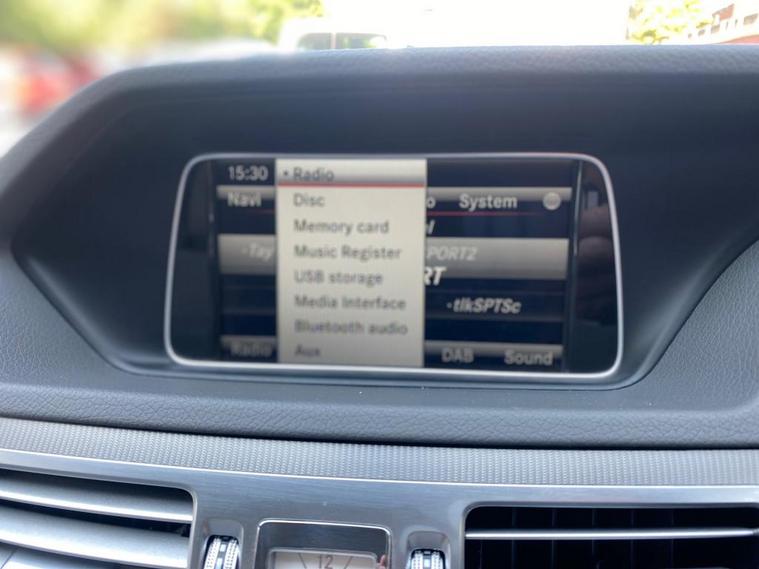 15:30
• Radio
Navi
Disc
o System
Memory card
Music Register
-Tay
PORT2
USB storage
RT
Media Interface
·tlkSPTSc
Bluetooth audio
Radio
Aux
DAB Sound
12